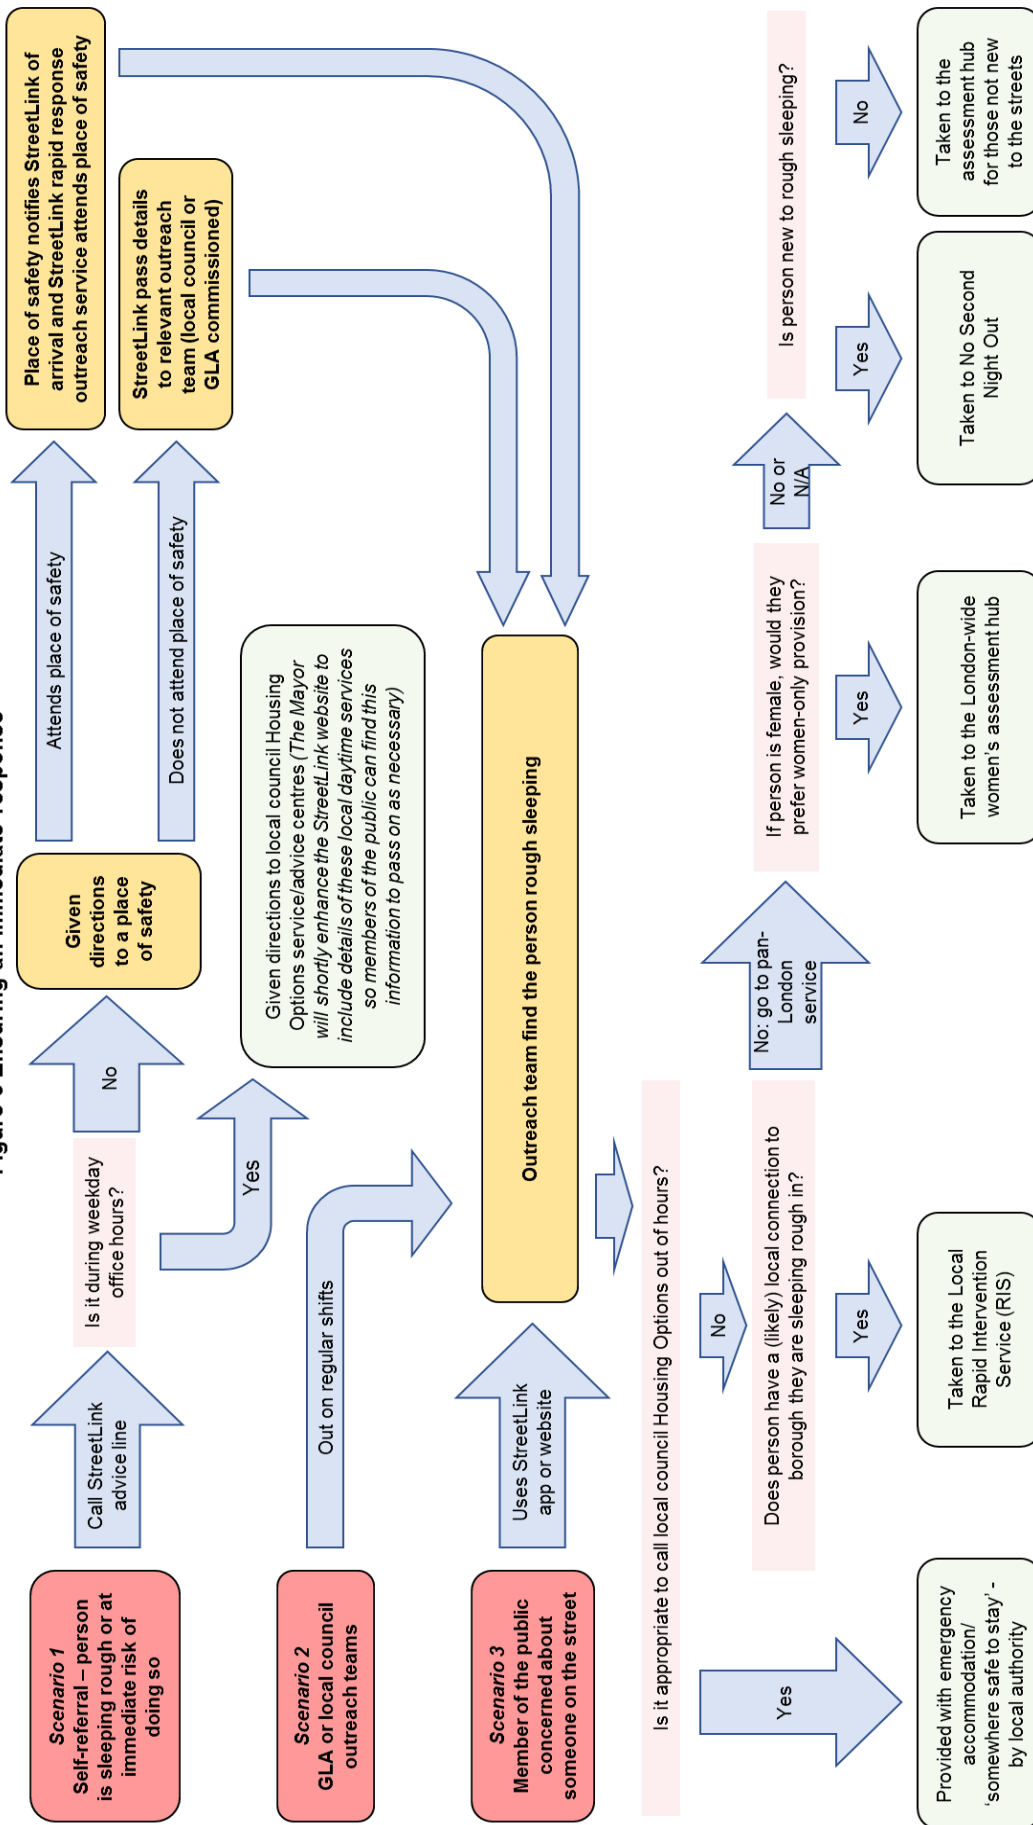 Scenario 1
Self-referral – person
is sleeping rough or at
immediate risk of
doing so
Call StreetLink
advice line
Is it during weekday
office hours?
No
Given
directions
to a place
of safety
Attends place of safety
Place of safety notifies StreetLink of
arrival and StreetLink rapid response
outreach service attends place of safety
Does not attend place of safety
StreetLink pass details
to relevant outreach
team (local council or
GLA commissioned)
Yes
Given directions to local council Housing
Options service/advice centres (The Mayor
will shortly enhance the StreetLink website to
include details of these local daytime services
so members of the public can find this
information to pass on as necessary)
Scenario 2
GLA or local council
outreach teams
Out on regular shifts
Scenario 3
Member of the public
concerned about
someone on the street
Uses StreetLink
app or website
Outreach team find the person rough sleeping
Is it appropriate to call local council Housing Options out of hours?
Yes
No
Does person have a (likely) local connection to
borough they are sleeping rough in?
No: go to pan-
London
service
If person is female, would they
prefer women-only provision?
No or
N/A
Is person new to rough sleeping?
Yes
Yes
Yes
No
Provided with emergency
accommodation/
‘somewhere safe to stay’ -
by local authority
Taken to the Local
Rapid Intervention
Service (RIS)
Taken to the London-wide
women’s assessment hub
Taken to No Second
Night Out
Taken to the
assessment hub
for those not new
to the streets